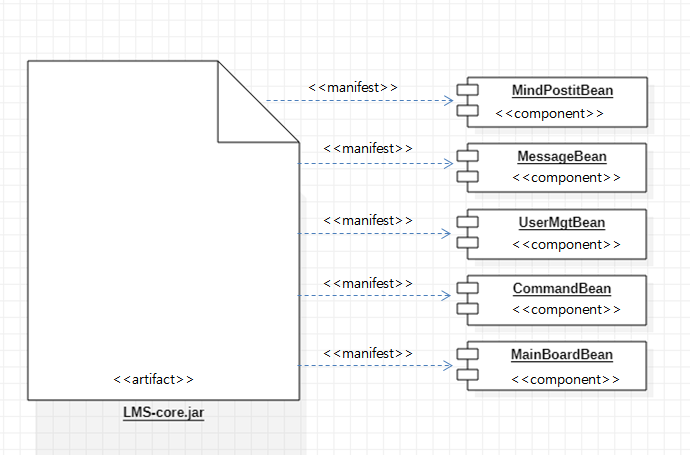 <<manifest>>
MindPostitBean
<<component>>
<<manifest>>
MessageBean
<<component>>
<<manifest>>
UserMgtBean
<<component>>
<<manifest>>
CommandBean
<<component>>
<<manifest>>
MainBoardBean
<<component>>
<<artifact>>
LMS-core.jar